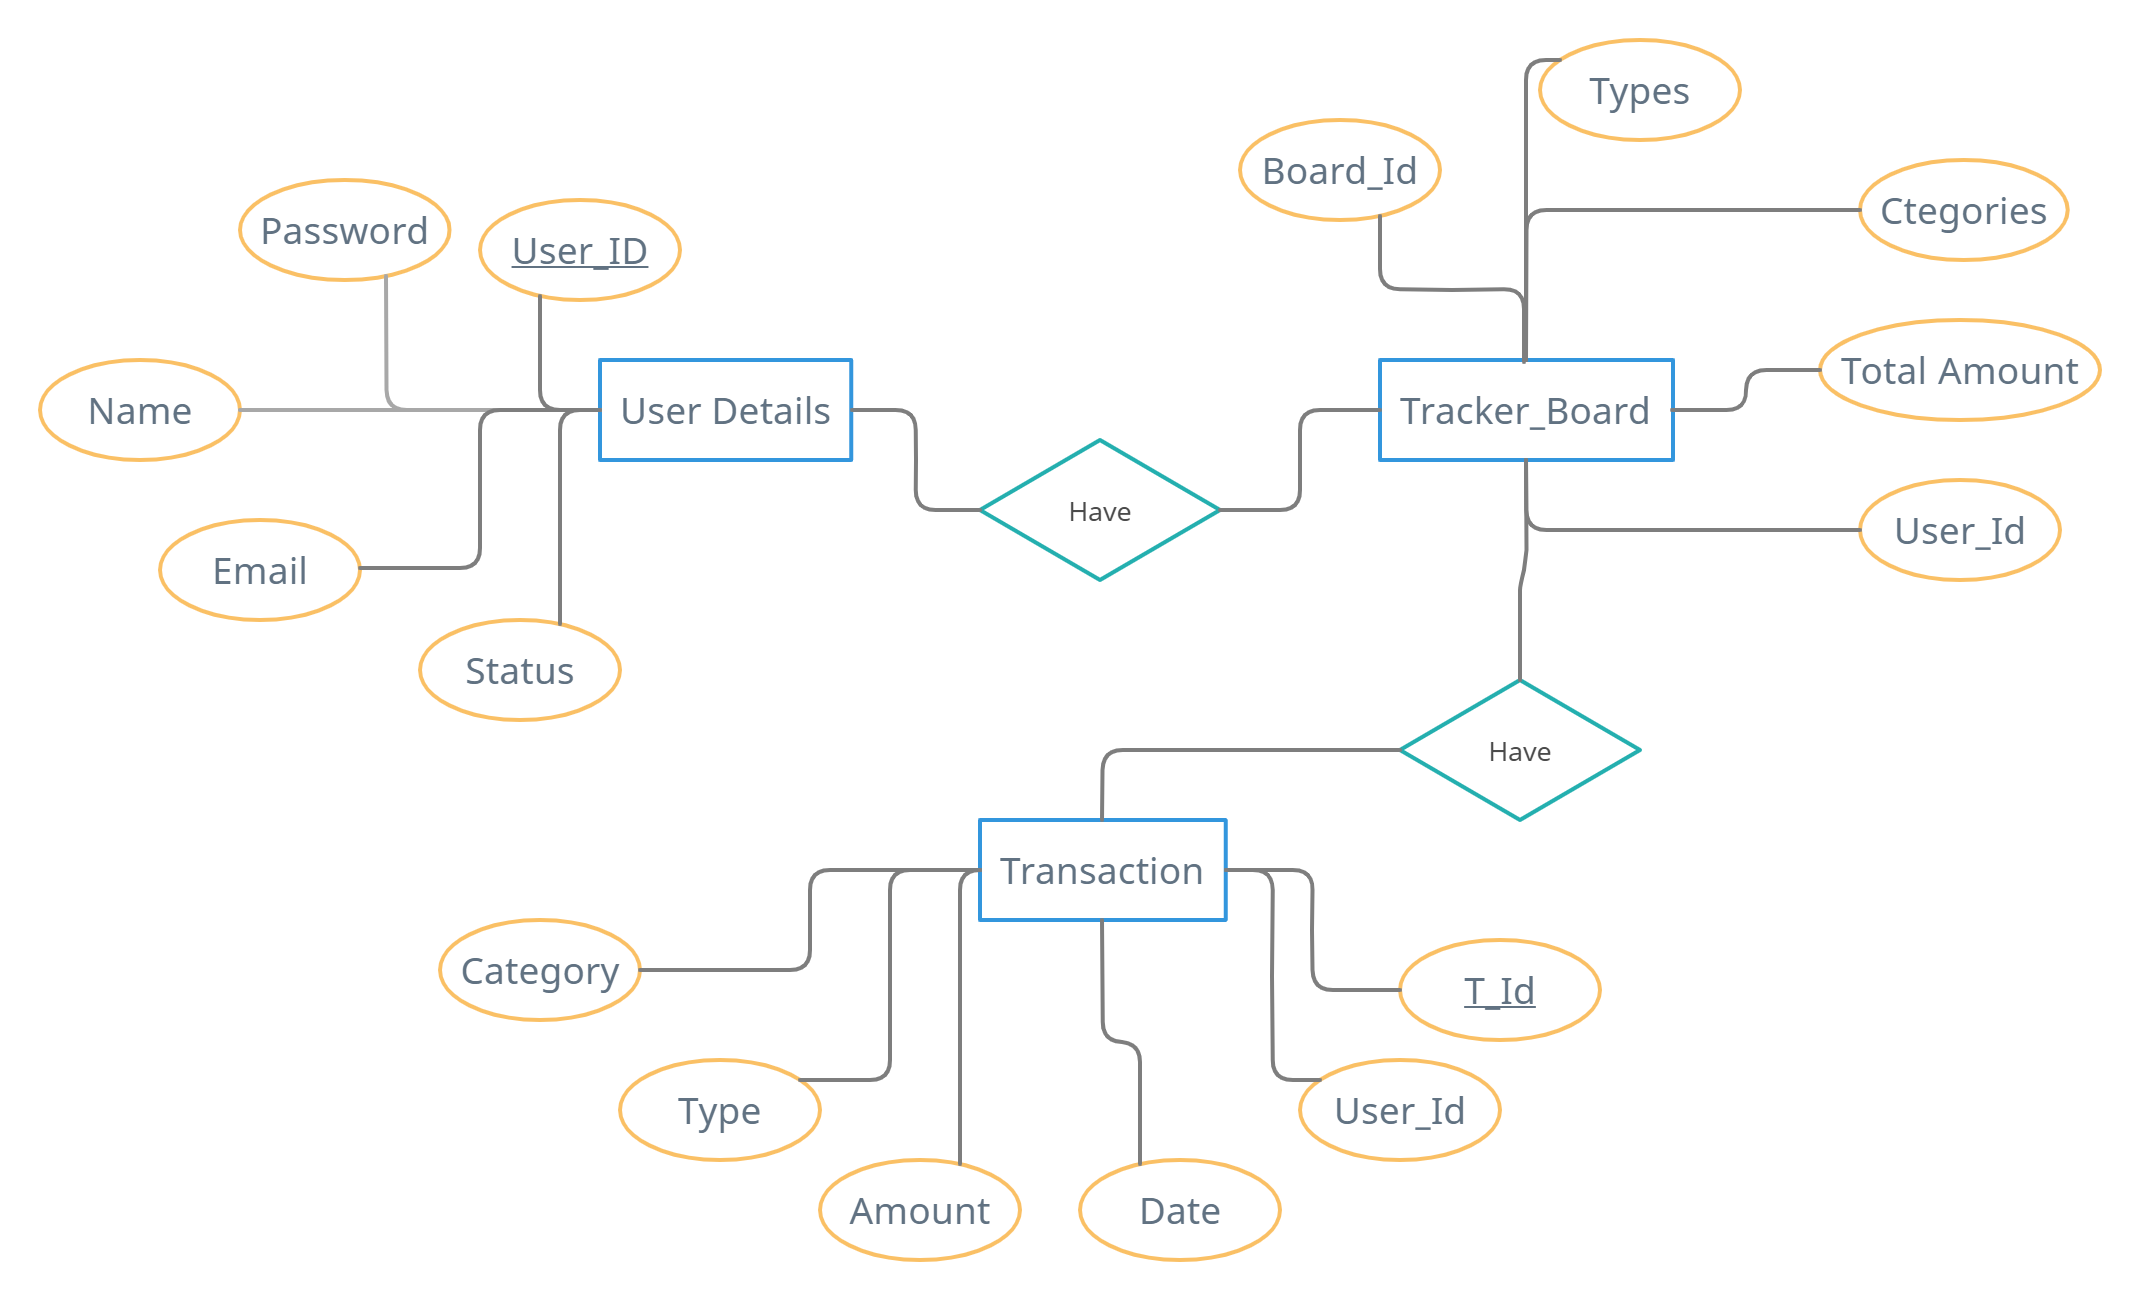 Types
Board_Id
Ctegories
Password
User_ID
Total Amount
Name
User Details
Tracker_Board
Have
User_Id
Email
Status
Have
Transaction
Category
T_Id
Type
User_Id
Amount
Date